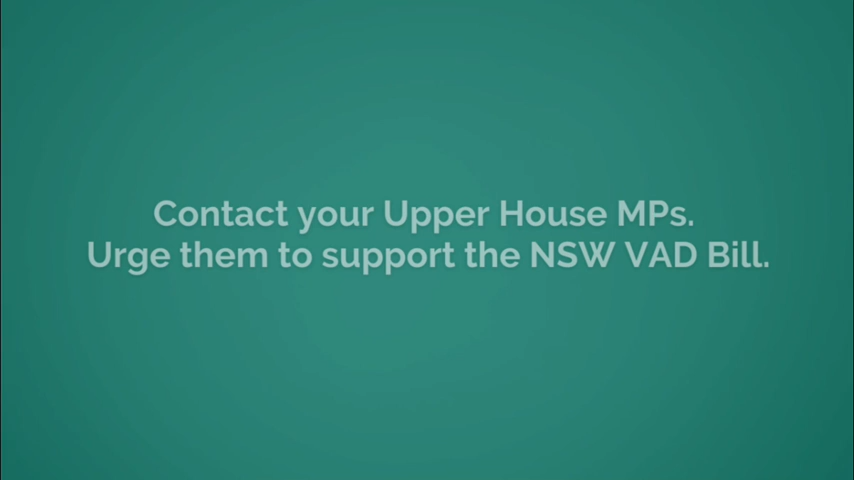 Contact your Upper House MPs.
Urge them to support the NSW VAD Bill.